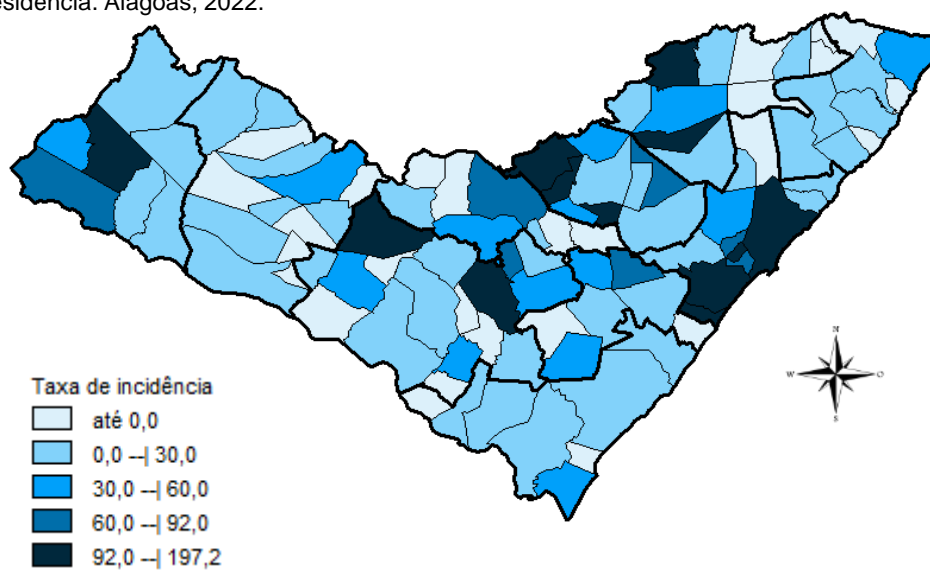 esidência. Alagoas, 2022.
N
W
O
S
Taxa de incidência
até 0,0
0,0 --| 30,0
30,0 --| 60,0
60,0 --| 92,0
92,0 --| 197,2